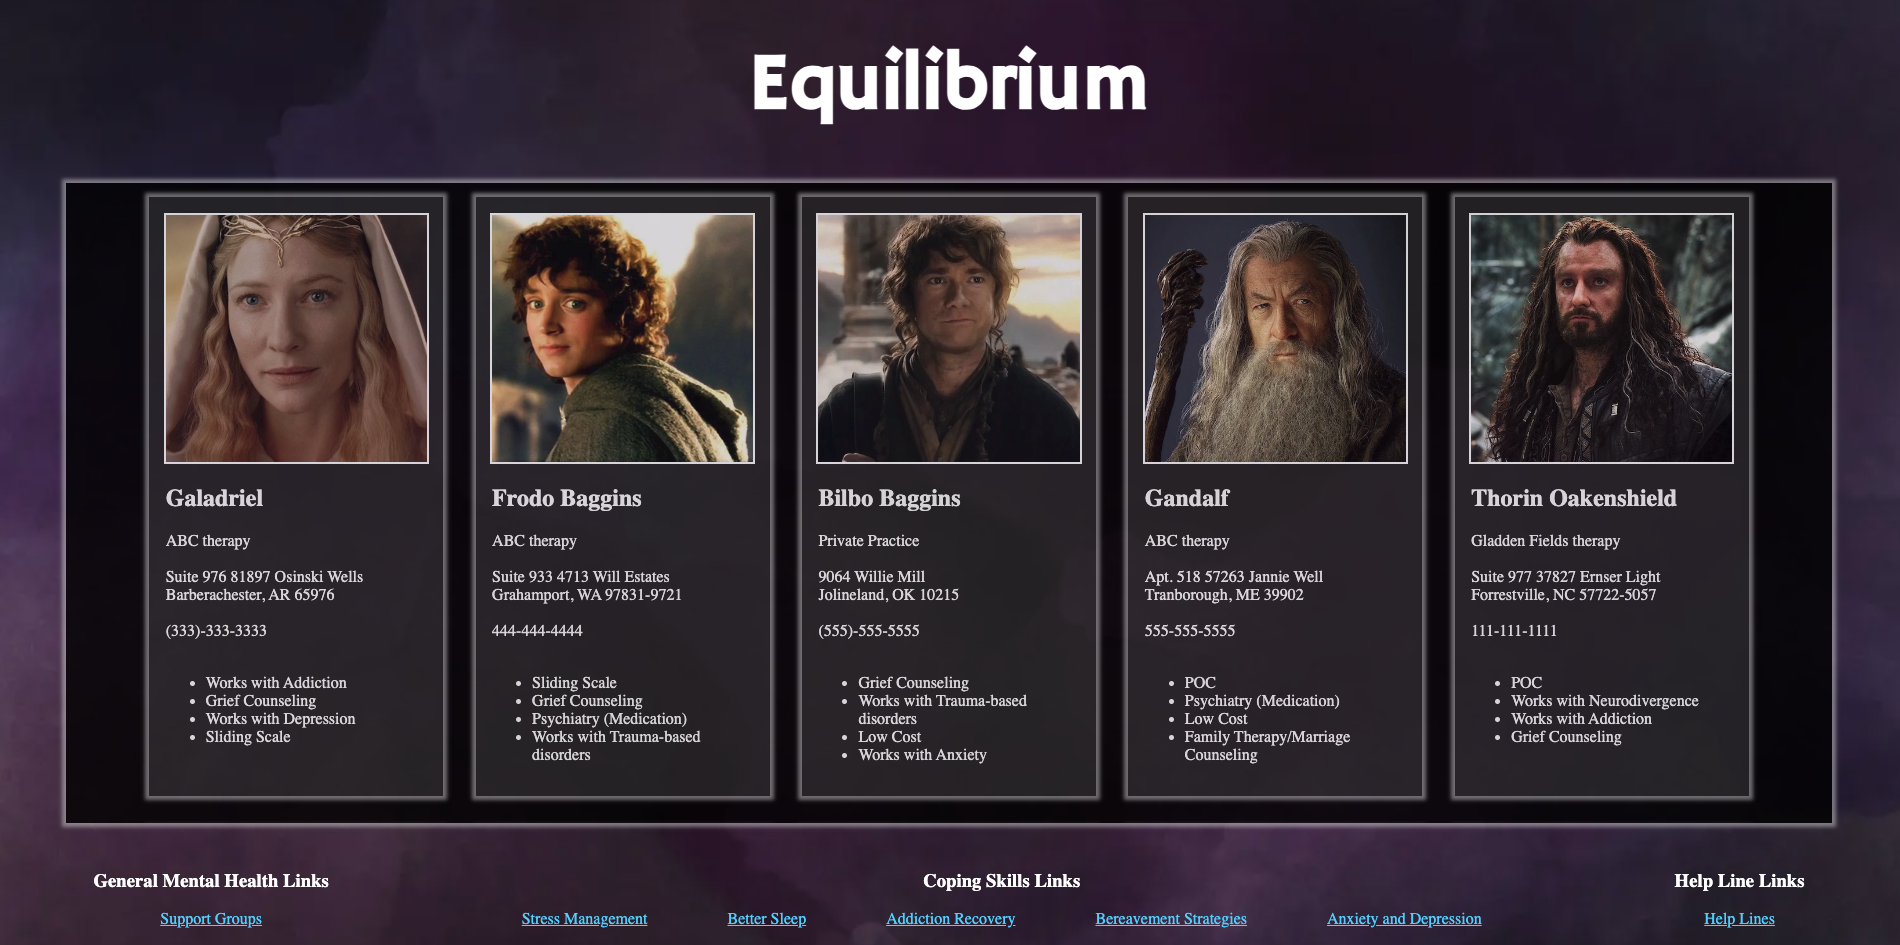 Equilibrium
Galadriel
ABC therapy
Suite 976 81897 Osinski Wells
Barberachester, AR 65976
(333)-333-3333
• Works with Addiction
• Grief Counseling
• Works with Depression
• Sliding Scale
Frodo Baggins
ABC therapy
Suite 933 4713 Will Estates
Grahamport, WA 97831-9721
444-444-4444
• Sliding Scale
• Grief Counseling
• Psychiatry (Medication)
• Works with Trauma-based
disorders
Bilbo Baggins
Private Practice
9064 Willie Mill
Jolineland, OK 10215
(555)-555-5555
• Grief Counseling
• Works with Trauma-based
disorders
• Low Cost
• Works with Anxiety
Gandalf
ABC therapy
Apt. 518 57263 Jannie Well
Tranborough, ME 39902
555-555-5555
• POC
• Psychiatry (Medication)
• Low Cost
• Family Therapy/Marriage
Counseling
Thorin Oakenshield
Gladden Fields therapy
Suite 977 37827 Ernser Light
Forrestville, NC 57722-5057
111-111-1111
• POC
• Works with Neurodivergence
• Works with Addiction
• Grief Counseling
General Mental Health Links
Support Groups
Coping Skills Links
Stress Management
Better Sleep
Addiction Recovery
Bereavement Strategies
Anxiety and Depression
Help Line Links
Help Lines